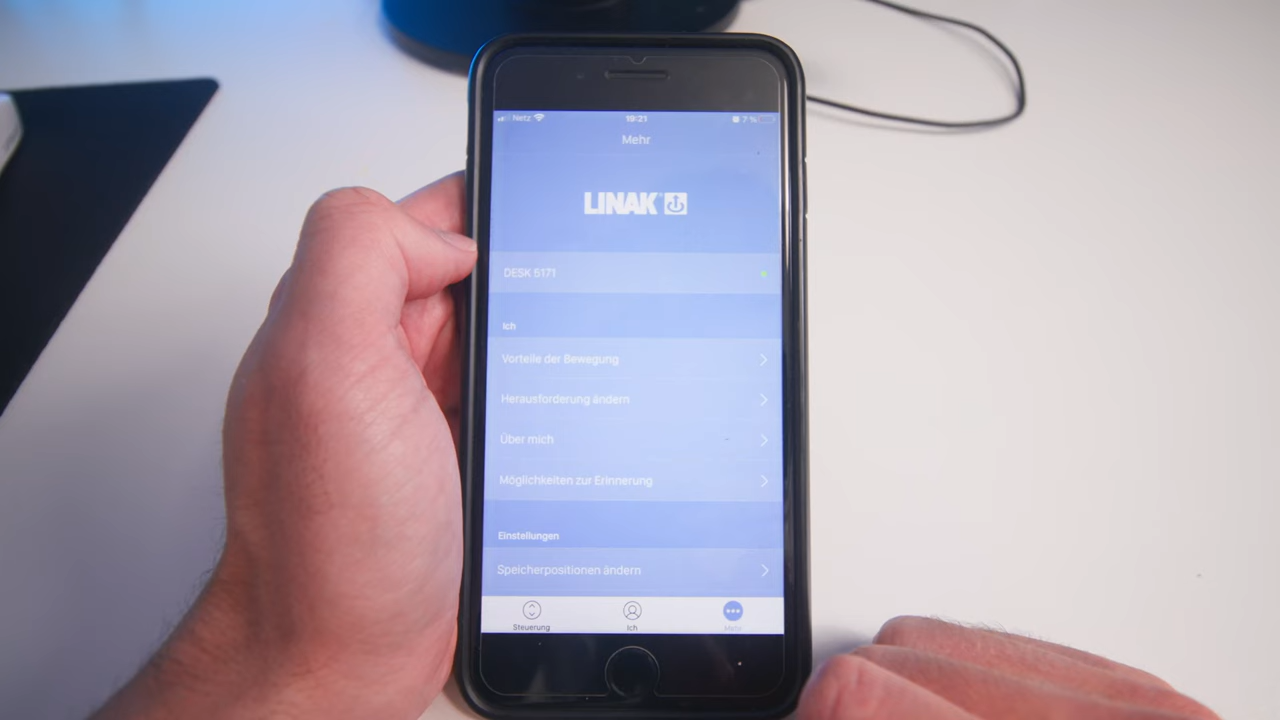 Netz 19:21 7 %
Mehr
LINAK
DESK 5171
Ich
Vorteile der Bewegung
Herausforderung ändern
Über mich
Möglichkeiten zur Erinnerung
Einstellungen
Speicherpositionen ändern
Steuerung Ich Mehr